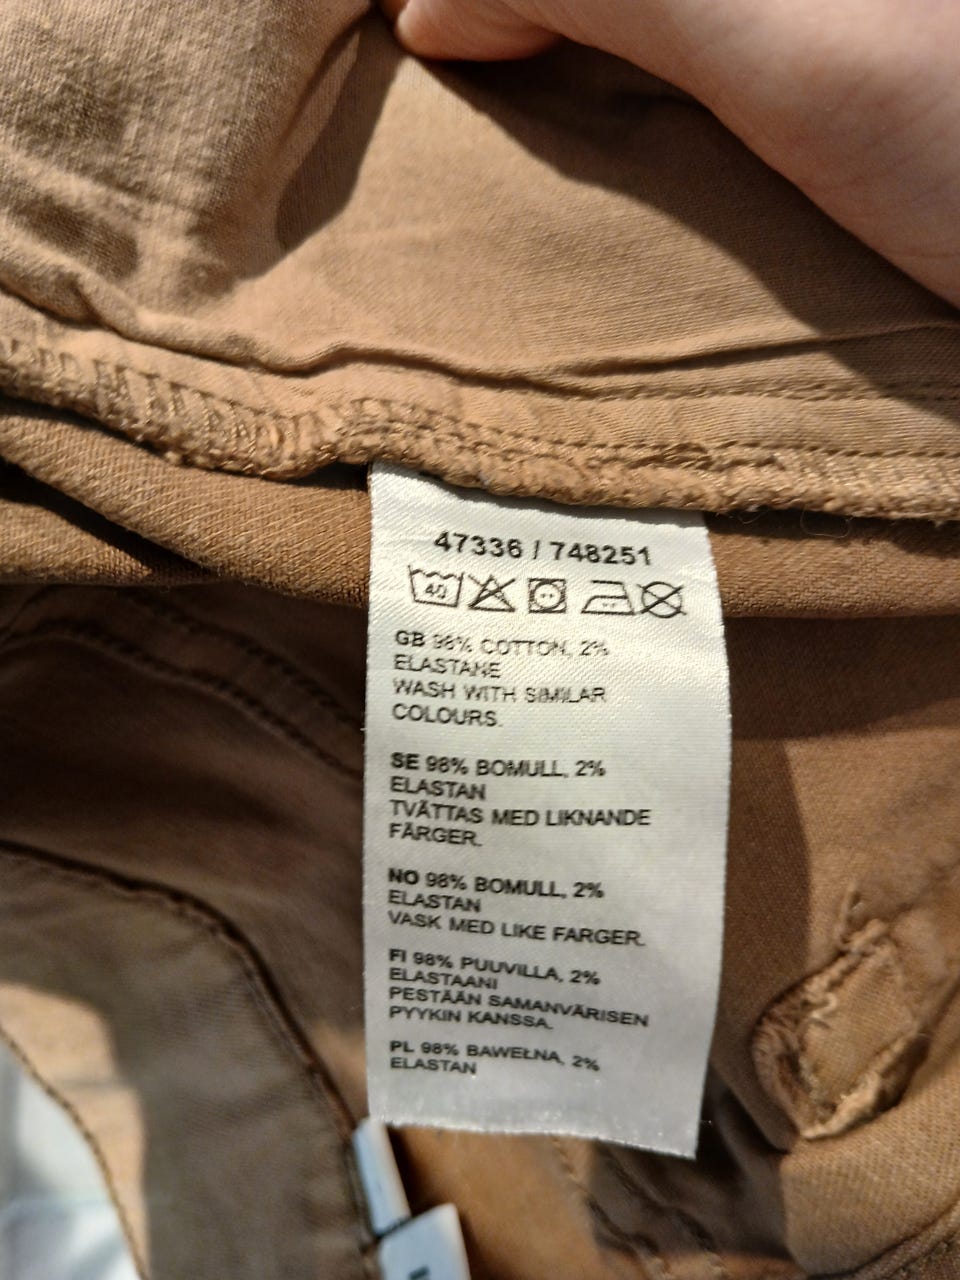 47336 / 748251
40
GB 98% COTTON, 2%
ELASTANE
WASH WITH SIMILAR
COLOURS.
SE 98% BOMULL, 2%
ELASTAN
TVÄTTAS MED LIKNANDE
FÄRGER.
NO 98% BOMULL, 2%
ELASTAN
VASK MED LIKE FARGER.
FI 98% PUUVILLA, 2%
ELASTAANI
PESTÄÄN SAMANVÄRISEN
PYYKIN KANSSA.
PL 98% BAWEŁNA, 2%
ELASTAN